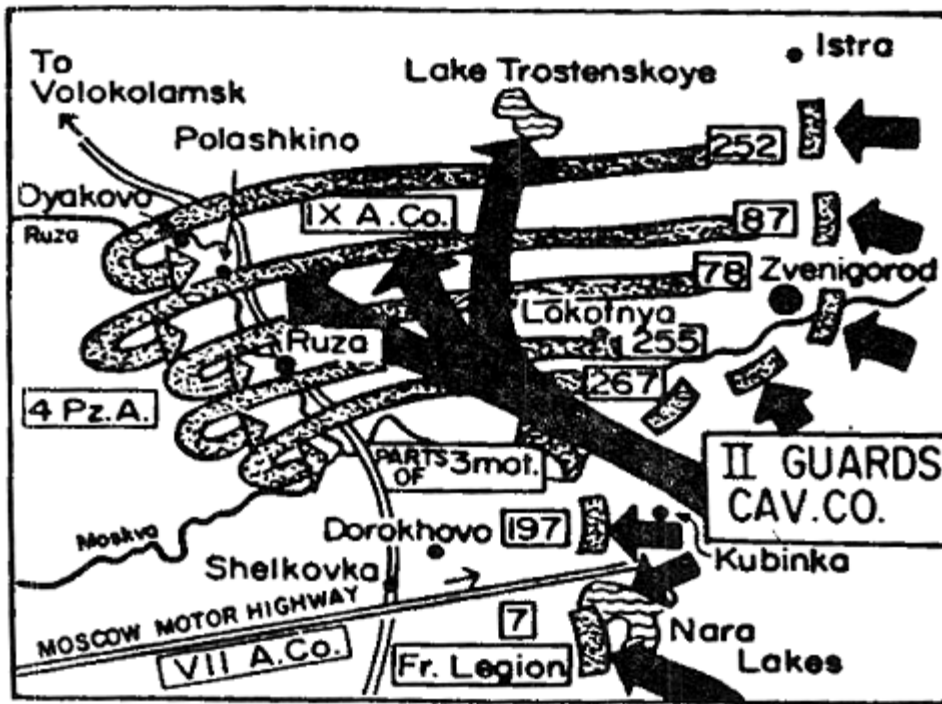 Istra
To
Volokolamsk
Lake Trostenskoye
Polashkino
252
Dyakovo
IX A.Co.
87
Ruza
78
Zvenigorod
Lokotnya
Ruza
255
267
4 Pz.A.
PARTS
OF 3mot.
II GUARDS
CAV.CO.
Moskva
Dorokhovo
197
Kubinka
Shelkovka
MOSCOW MOTOR HIGHWAY
7
Nara
Lakes
VII A.Co.
Fr. Legion